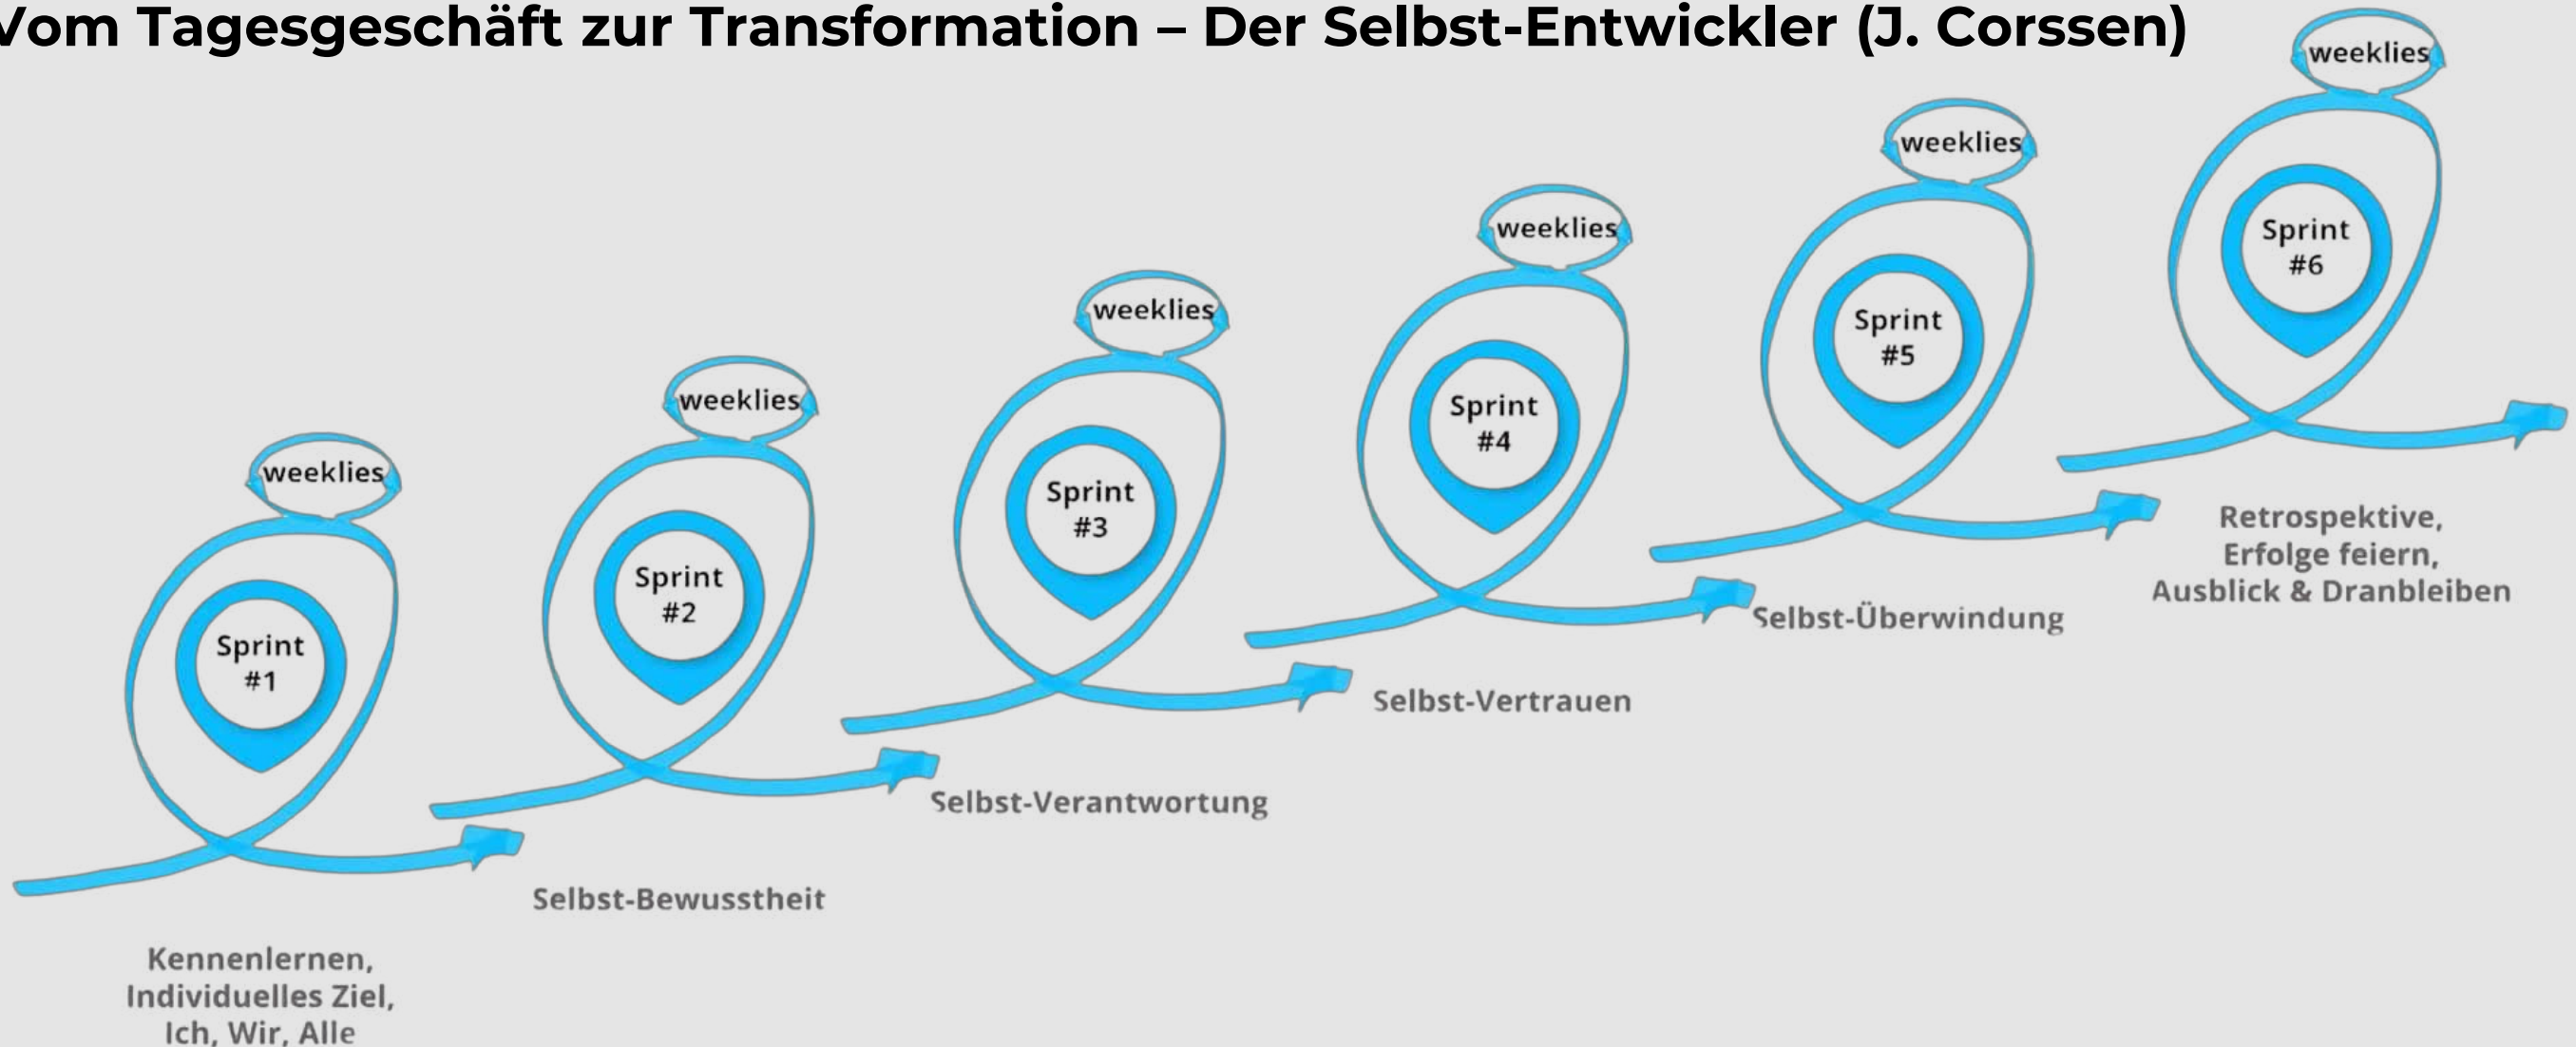 Vom Tagesgeschäft zur Transformation – Der Selbst-Entwickler (J. Corssen)
weeklies
Sprint
#1
Kennenlernen,
Individuelles Ziel,
Ich, Wir, Alle
weeklies
Sprint
#2
Selbst-Bewusstheit
weeklies
Sprint
#3
Selbst-Verantwortung
weeklies
Sprint
#4
Selbst-Vertrauen
weeklies
Sprint
#5
Selbst-Überwindung
weeklies
Sprint
#6
Retrospektive,
Erfolge feiern,
Ausblick & Dranbleiben